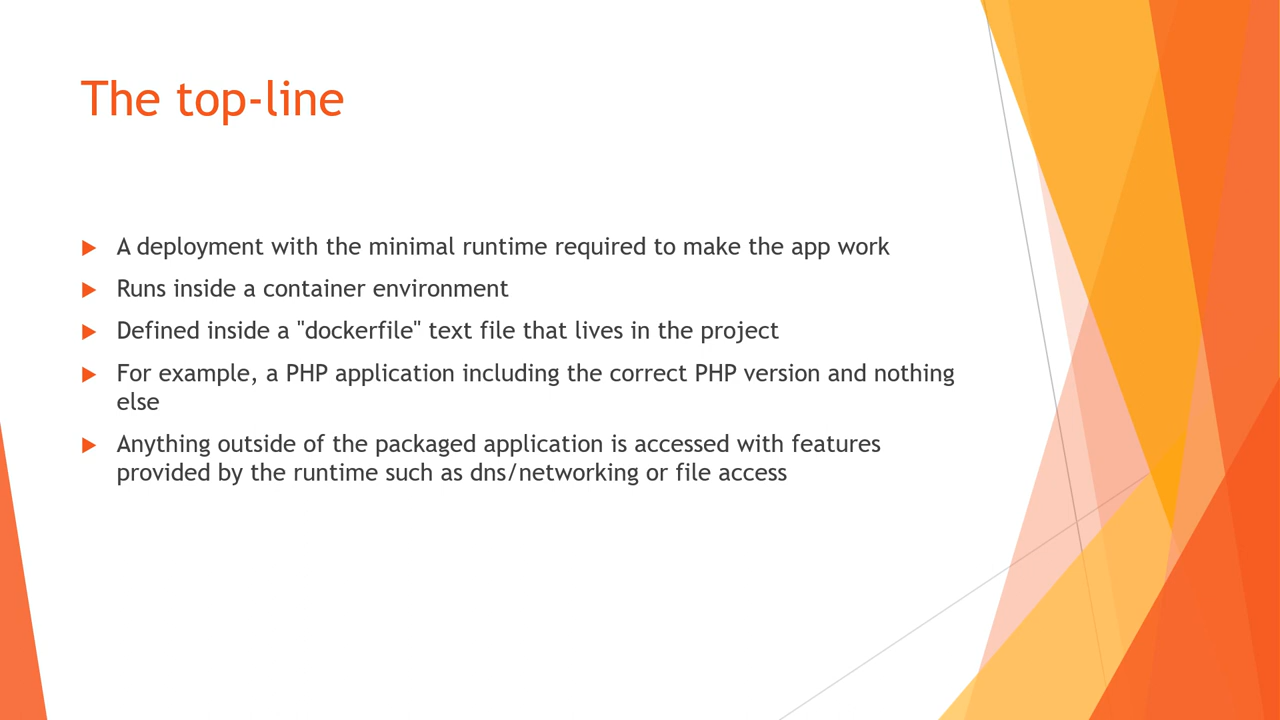 The top-line
A deployment with the minimal runtime required to make the app work
Runs inside a container environment
Defined inside a "dockerfile" text file that lives in the project
For example, a PHP application including the correct PHP version and nothing
else
Anything outside of the packaged application is accessed with features
provided by the runtime such as dns/networking or file access